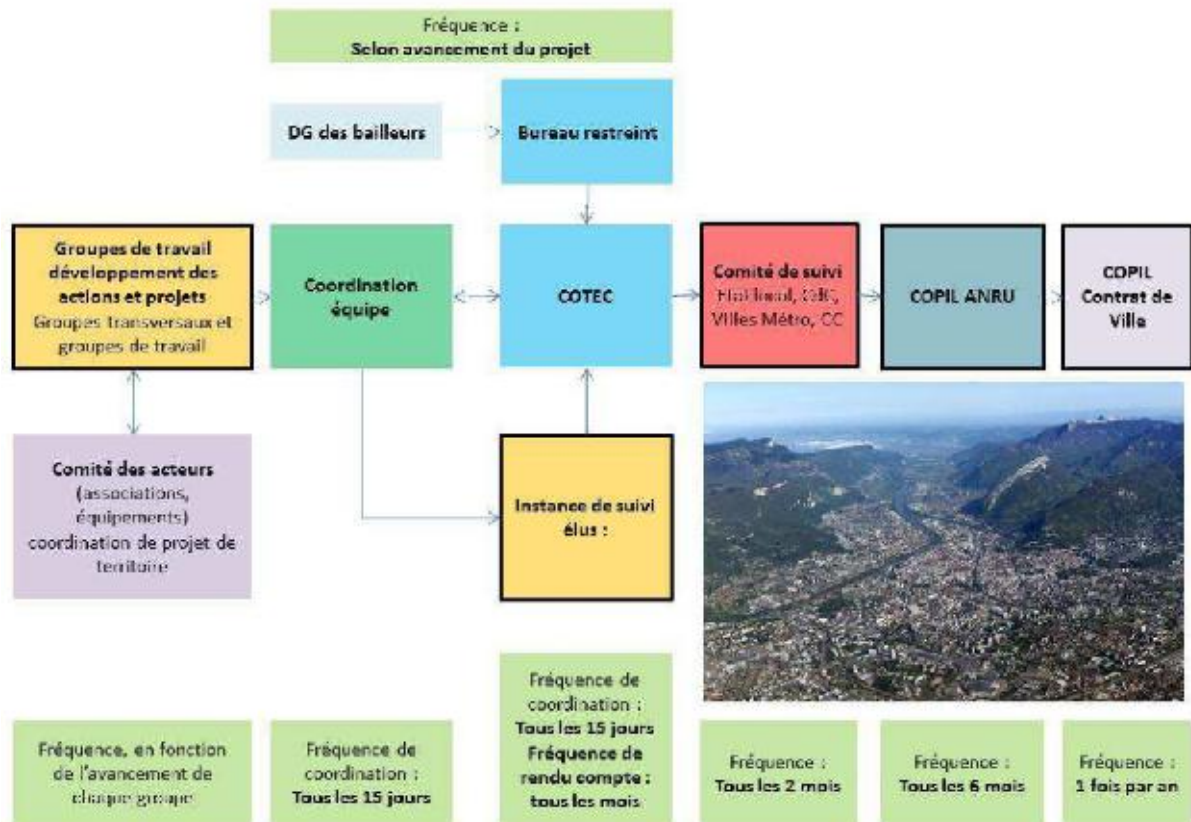 Fréquence :
Selon avancement du projet
DG des bailleurs
Bureau restreint
Groupes de travail
développement des
actions et projets
Groupes transversaux et
groupes de travail
Coordination
équipe
COTEC
Comité de suivi
Etat local,
Villes Métro, CC
COPIL ANRU
COPIL
Contrat de
Ville
Comité des acteurs
(associations,
équipements)
coordination de projet de
territoire
Instance de suivi
élus :
Fréquence, en fonction
de l'avancement de
chaque groupe
Fréquence de
coordination :
Tous les 15 jours
Fréquence de
coordination :
Tous les 15 jours
Fréquence de
rendu compte :
tous les mois
Fréquence :
Tous les 2 mois
Fréquence :
Tous les 6 mois
Fréquence :
1 fois par an